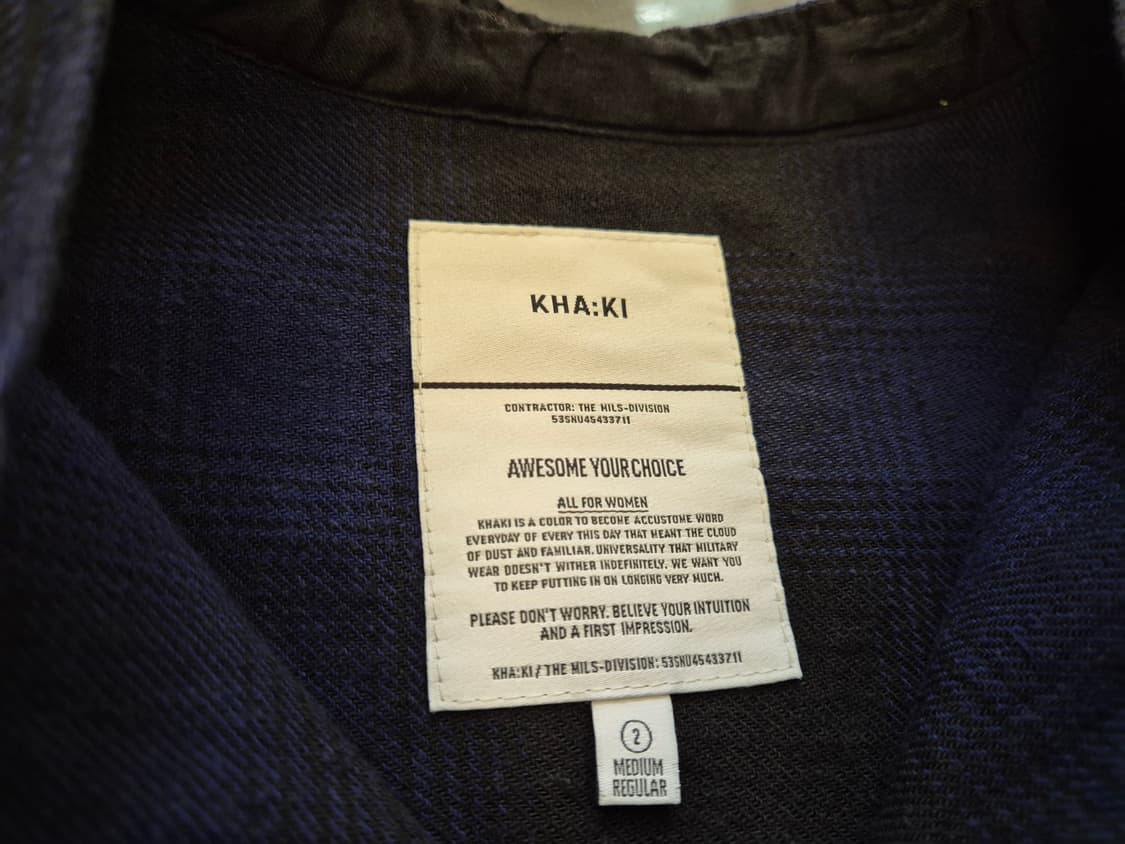 KHA:KI
CONTRACTOR: THE MILS-DIVISION
53SNU45433711
AWESOME YOUR CHOICE
ALL FOR WOMEN
KHAKI IS A COLOR TO BECOME ACCUSTOME WORD
EVERYDAY OF EVERY THIS DAY THAT MEANT THE CLOUD
OF DUST AND FAMILIAR. UNIVERSALITY THAT MILITARY
WEAR DOESN'T WITHER INDEFINITELY. WE WANT YOU
TO KEEP PUTTING IN ON LONGING VERY MUCH.
PLEASE DON'T WORRY. BELIEVE YOUR INTUITION
AND A FIRST IMPRESSION.
KHA:KI / THE MILS-DIVISION: 53SNU45433711
2
MEDIUM
REGULAR